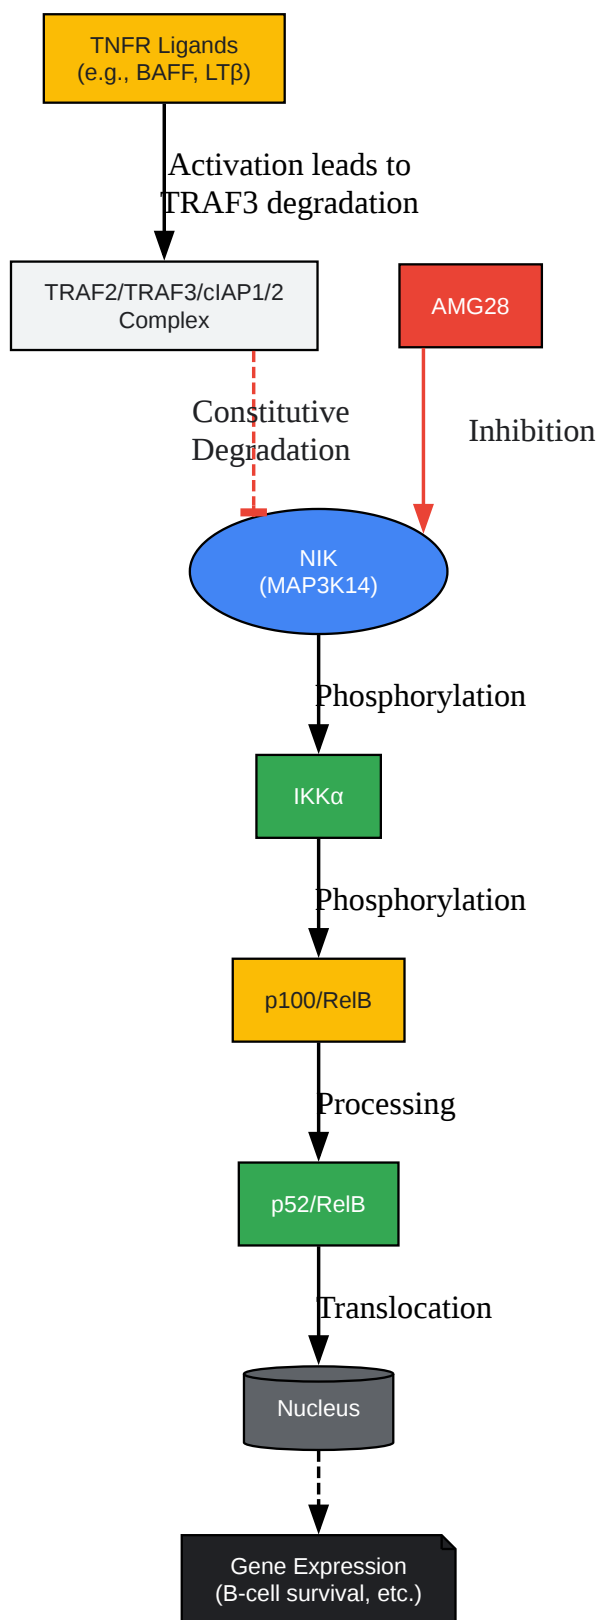 TNFR Ligands
(e.g., BAFF, LTβ)
Activation leads to
TRAF3 degradation
TRAF2/TRAF3/cIAP1/2
Complex
AMG28
Constitutive
Degradation
Inhibition
NIK
(MAP3K14)
Phosphorylation
IKKα
Phosphorylation
p100/RelB
Processing
p52/RelB
Translocation
Nucleus
Gene Expression
(B-cell survival, etc.)